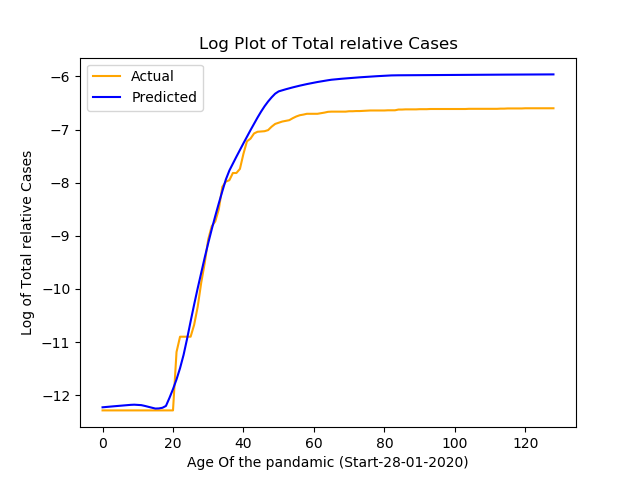 Log Plot of Total relative Cases
Actual
Predicted
−6
−7
−8
−9
−10
−11
−12
Log of Total relative Cases
0 20 40 60 80 100 120
Age Of the pandamic (Start-28-01-2020)